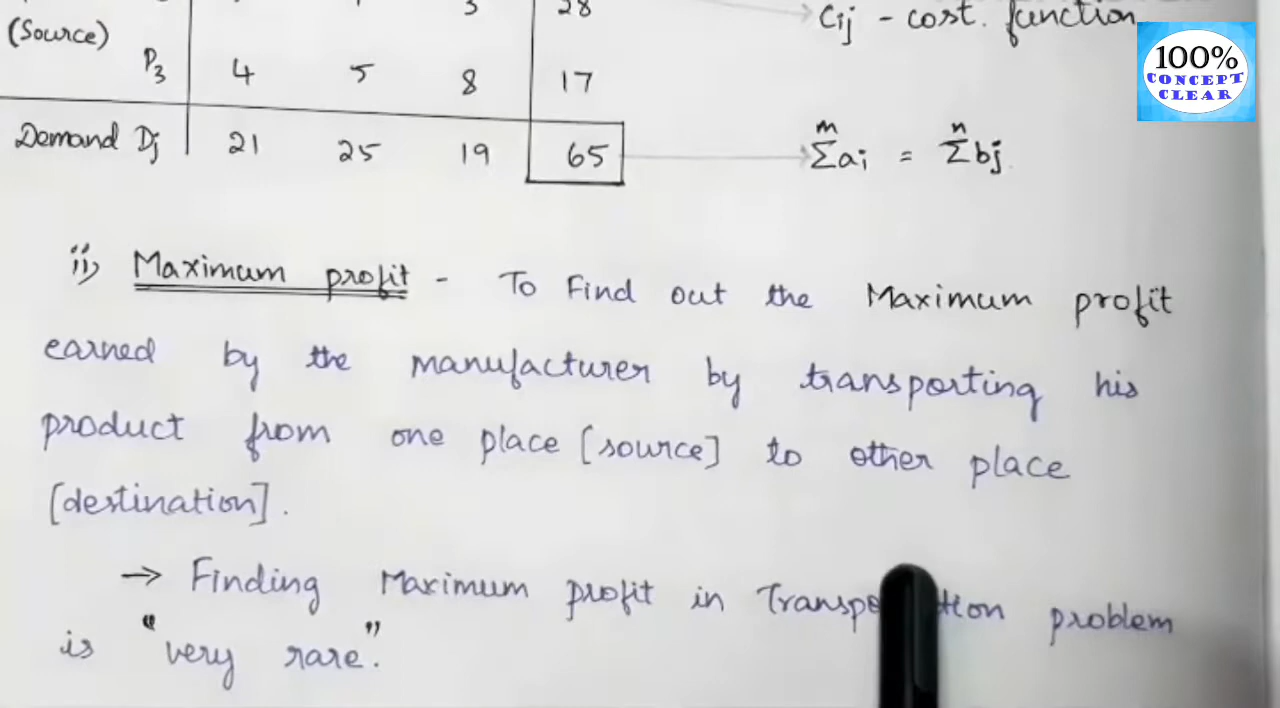 3 28
Cij - cost. function
(Source)
P3 4 5 8 17
Demand Dj 21 25 19 65
m n
Σai = Σbj.
100%
CONCEPT
CLEAR
ii) Maximum profit - To Find out the Maximum profit
earned by the manufacturer by transporting his
product from one place [source] to other place
[destination].
→ Finding Maximum profit in Transpo tion problem
is "very rare".